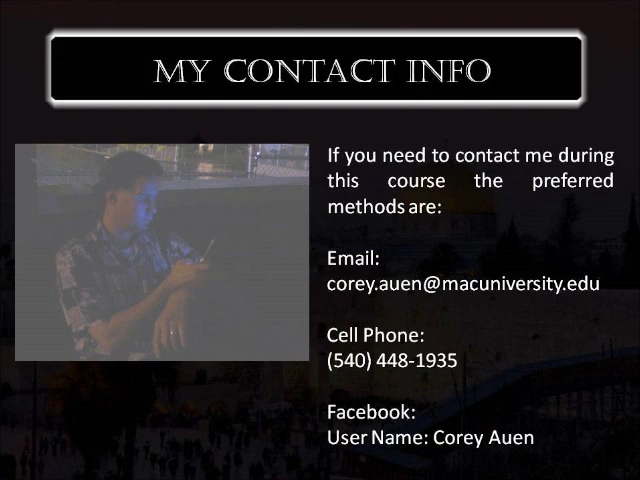 MY CONTACT INFO
If you need to contact me during
this course the preferred
methods are:
Email:
corey.auen@macuniversity.edu
Cell Phone:
(540) 448-1935
Facebook:
User Name: Corey Auen